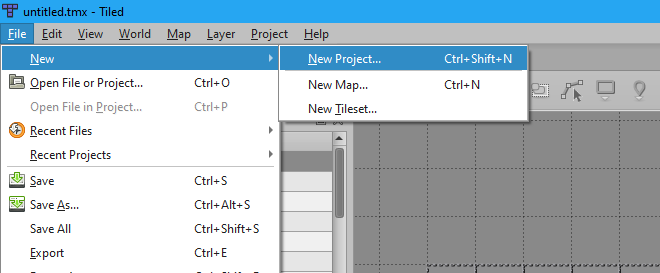 untitled.tmx - Tiled
File Edit View World Map Layer Project Help
New
New Project... Ctrl+Shift+N
Open File or Project... Ctrl+O
New Map... Ctrl+N
Open File in Project... Ctrl+P
New Tileset...
Recent Files
Recent Projects
Save Ctrl+S
Save As... Ctrl+Alt+S
Save All Ctrl+Shift+S
Export Ctrl+E